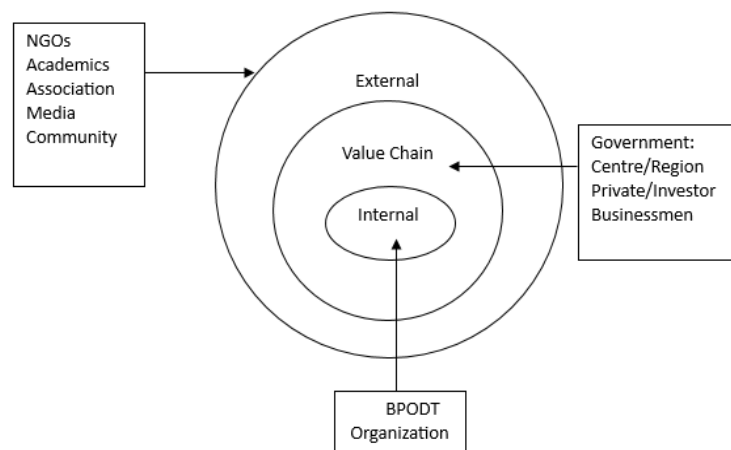 NGOs
Academics
Association
Media
Community
External
Value Chain
Internal
Government:
Centre/Region
Private/Investor
Businessmen
BPODT
Organization